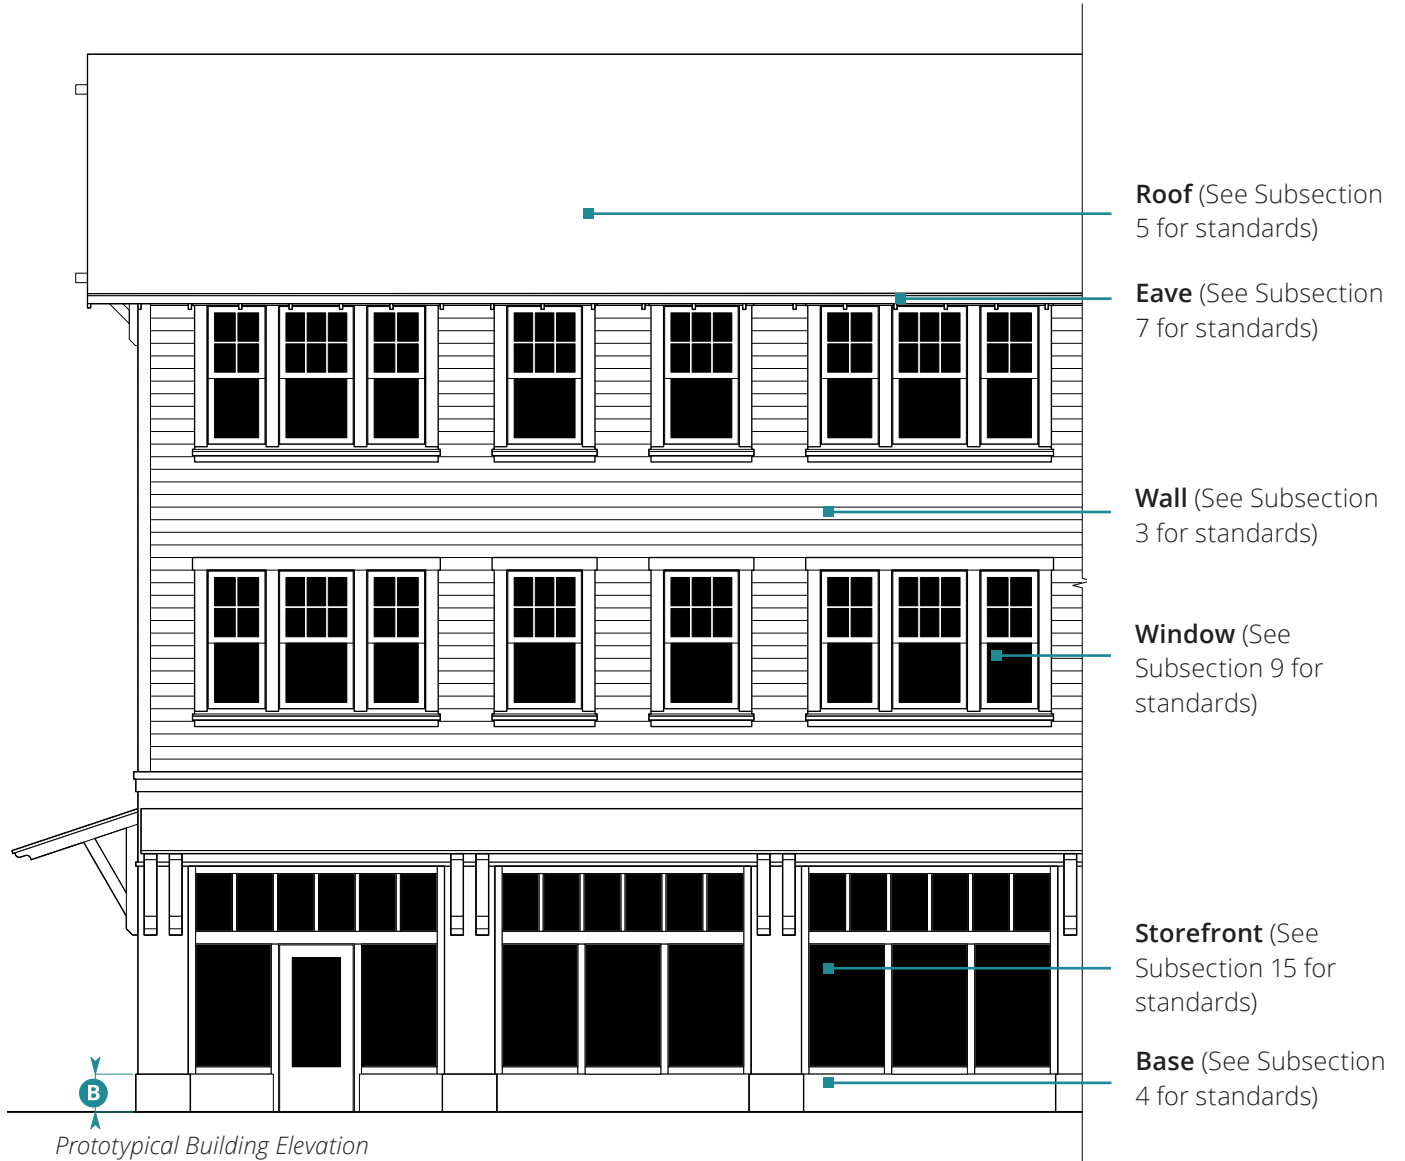 Roof (See Subsection
5 for standards)
Eave (See Subsection
7 for standards)
Wall (See Subsection
3 for standards)
Window (See
Subsection 9 for
standards)
Storefront (See
Subsection 15 for
standards)
Base (See Subsection
4 for standards)
B
Prototypical Building Elevation